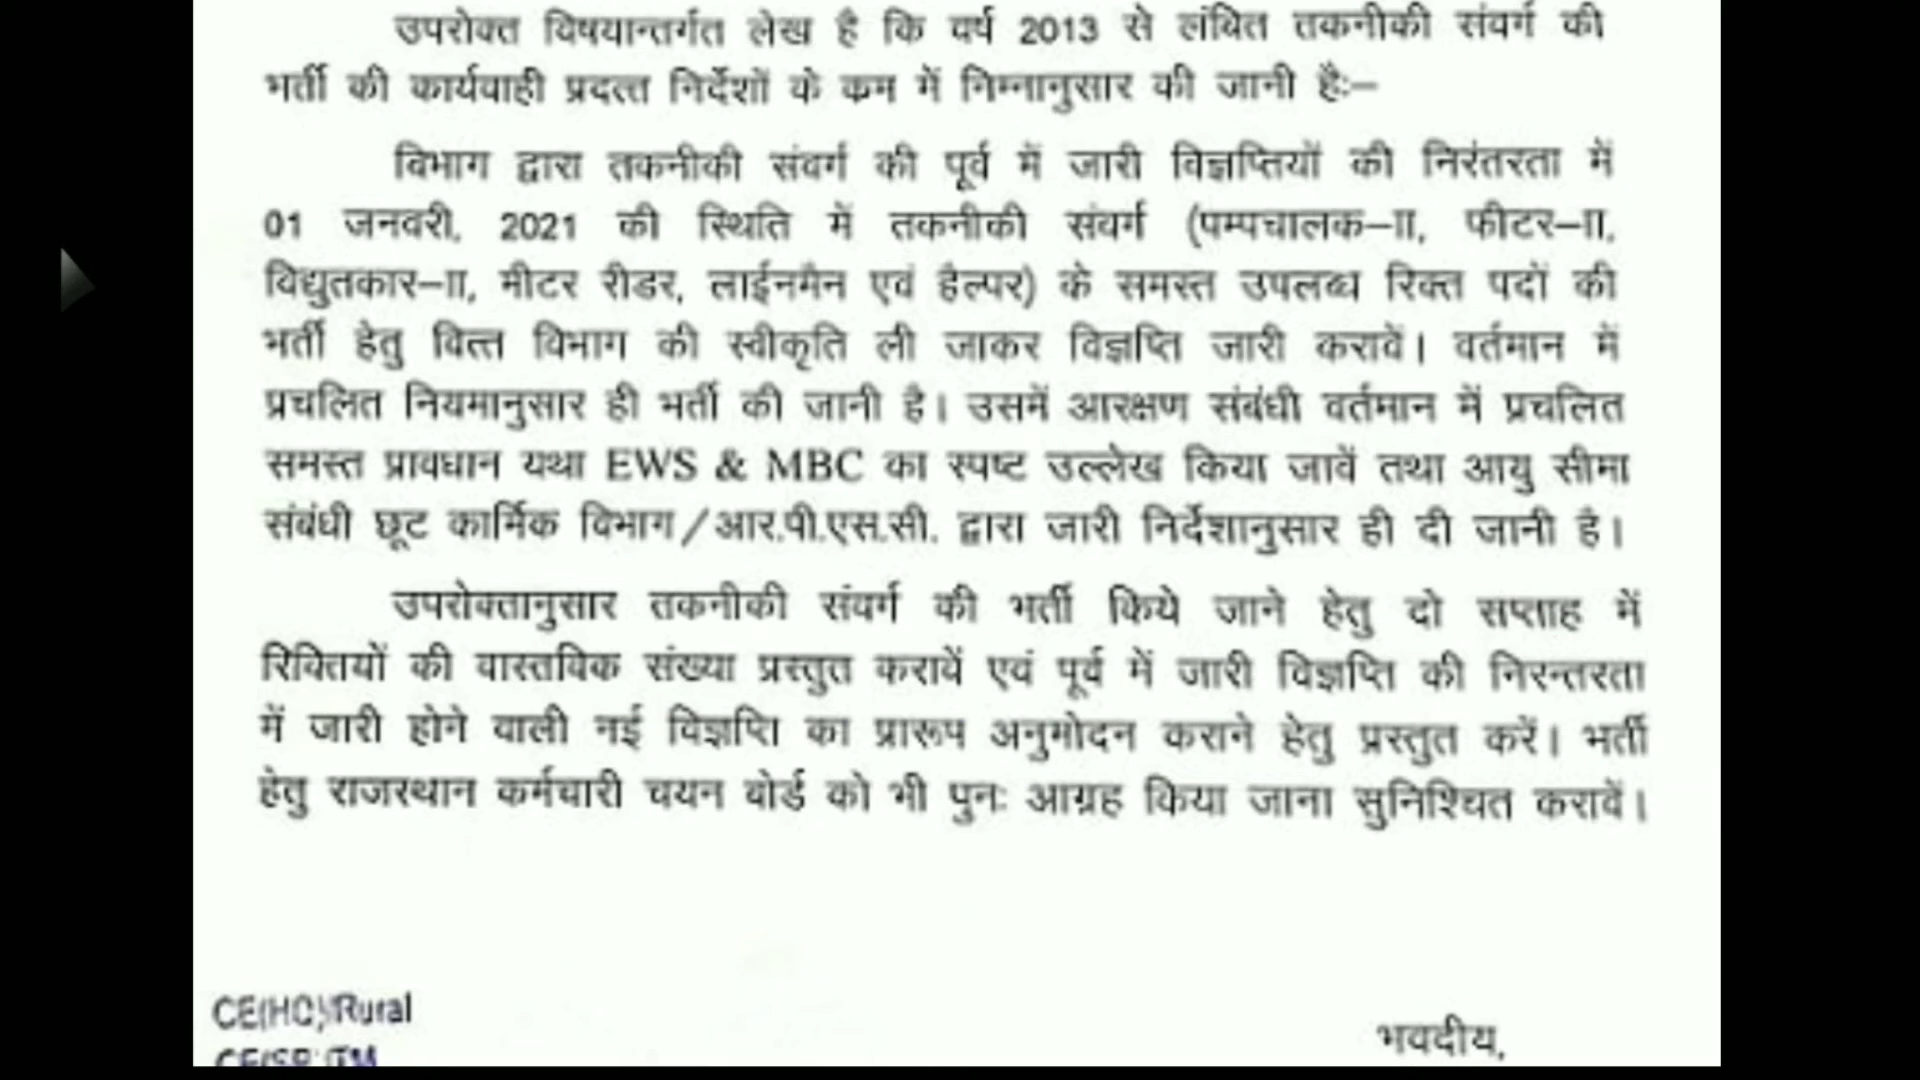 उपरोक्त विषयान्तर्गत लेख है कि वर्ष 2013 से लंबित तकनीकी संवर्ग की
भर्ती की कार्यवाही प्रदत्त निर्देशों के कम में निम्नानुसार की जानी है:–
विभाग द्वारा तकनीकी संवर्ग की पूर्व में जारी विज्ञप्तियों की निरंतरता में
01 जनवरी, 2021 की स्थिति में तकनीकी संवर्ग (पम्पचालक–II, फीटर–II,
विद्युतकार–II, मीटर रीडर, लाईनमैन एवं हैल्पर) के समस्त उपलब्ध रिक्त पदों की
भर्ती हेतु वित्त विभाग की स्वीकृति ली जाकर विज्ञप्ति जारी करावें। वर्तमान में
प्रचलित नियमानुसार ही भर्ती की जानी है। उसमें आरक्षण संबंधी वर्तमान में प्रचलित
समस्त प्रावधान यथा EWS & MBC का स्पष्ट उल्लेख किया जावें तथा आयु सीमा
संबंधी छूट कार्मिक विभाग/आर.पी.एस.सी. द्वारा जारी निर्देशानुसार ही दी जानी है।
उपरोक्तानुसार तकनीकी संवर्ग की भर्ती किये जाने हेतु दो सप्ताह में
रिक्तियों की वास्तविक संख्या प्रस्तुत करावें एवं पूर्व में जारी विज्ञप्ति की निरन्तरता
में जारी होने वाली नई विज्ञप्ति का प्रारूप अनुमोदन कराने हेतु प्रस्तुत करें। भर्ती
हेतु राजस्थान कर्मचारी चयन बोर्ड को भी पुनः आग्रह किया जाना सुनिश्चित करावें।
CE(HQ)/Rural
भवदीय,